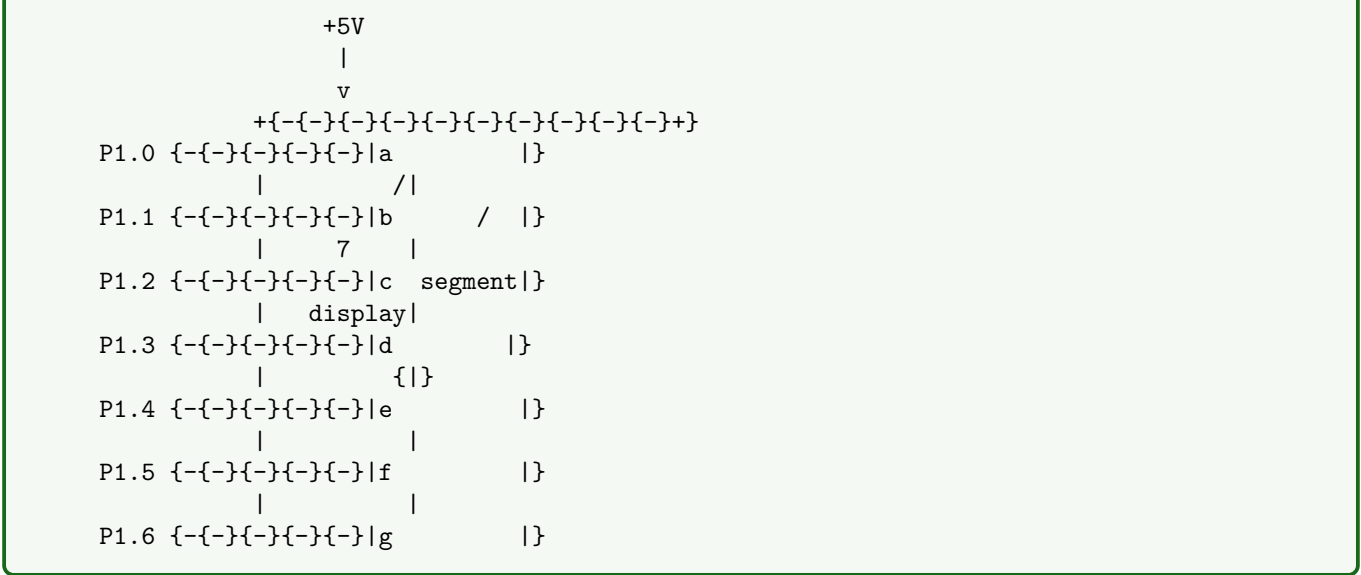 +5V
|
v
+{-{-}{-}{-}{-}{-}{-}{-}{-}{-}+}
P1.0 {-{-}{-}{-}{-}|a        |}
|        /|
P1.1 {-{-}{-}{-}{-}|b     /  |}
|    7    |
P1.2 {-{-}{-}{-}{-}|c  segment|}
|   display|
P1.3 {-{-}{-}{-}{-}|d        |}
|        {|}
P1.4 {-{-}{-}{-}{-}|e         |}
|         |
P1.5 {-{-}{-}{-}{-}|f         |}
|         |
P1.6 {-{-}{-}{-}{-}|g         |}